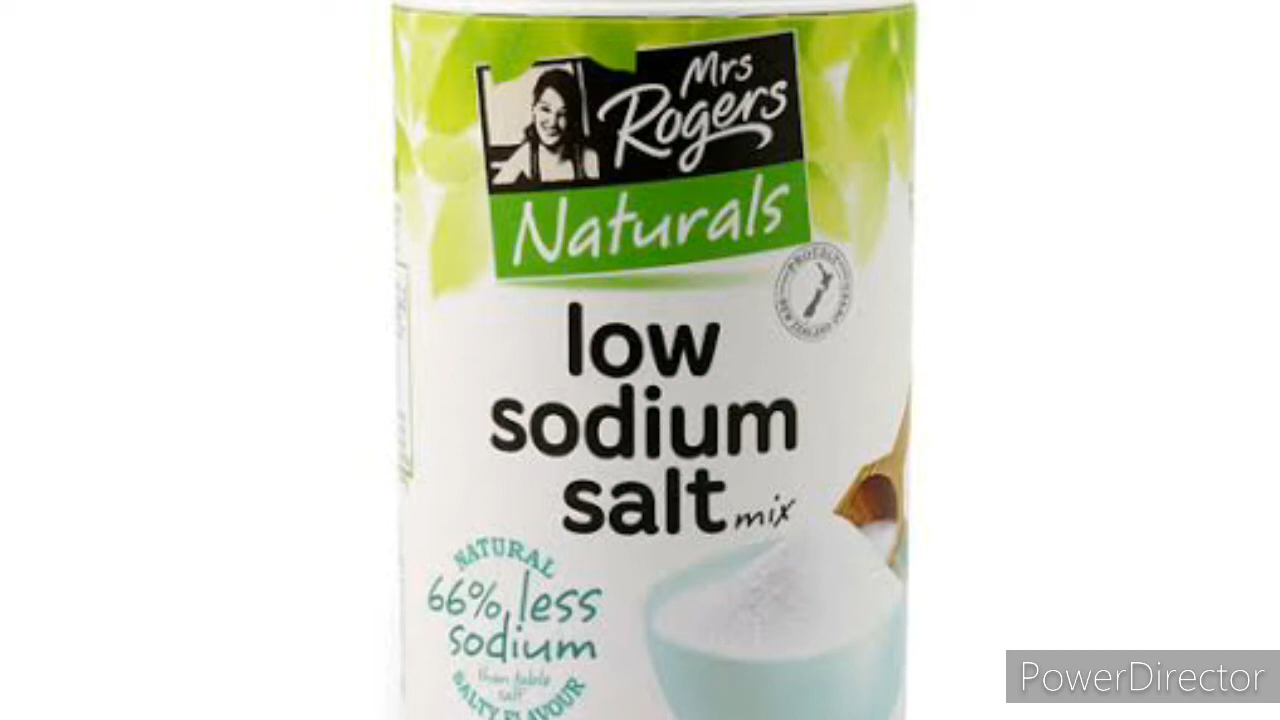 Mrs
Rogers
Naturals
low
sodium
salt mix
NATURAL
66% less
sodium
than table
salt
SALTY FLAVOUR
PowerDirector